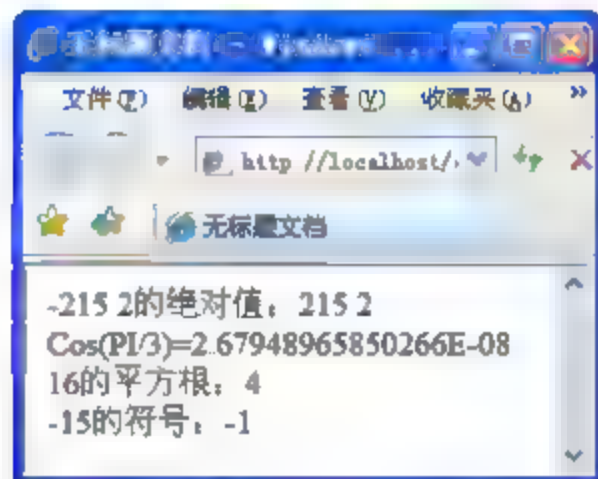 文件(F) 编辑(E) 查看(V) 收藏夹(A) »
http //localhost/
无标题文档
-215 2的绝对值：215 2
Cos(PI/3)=2.67948965850266E-08
16的平方根：4
-15的符号：-1